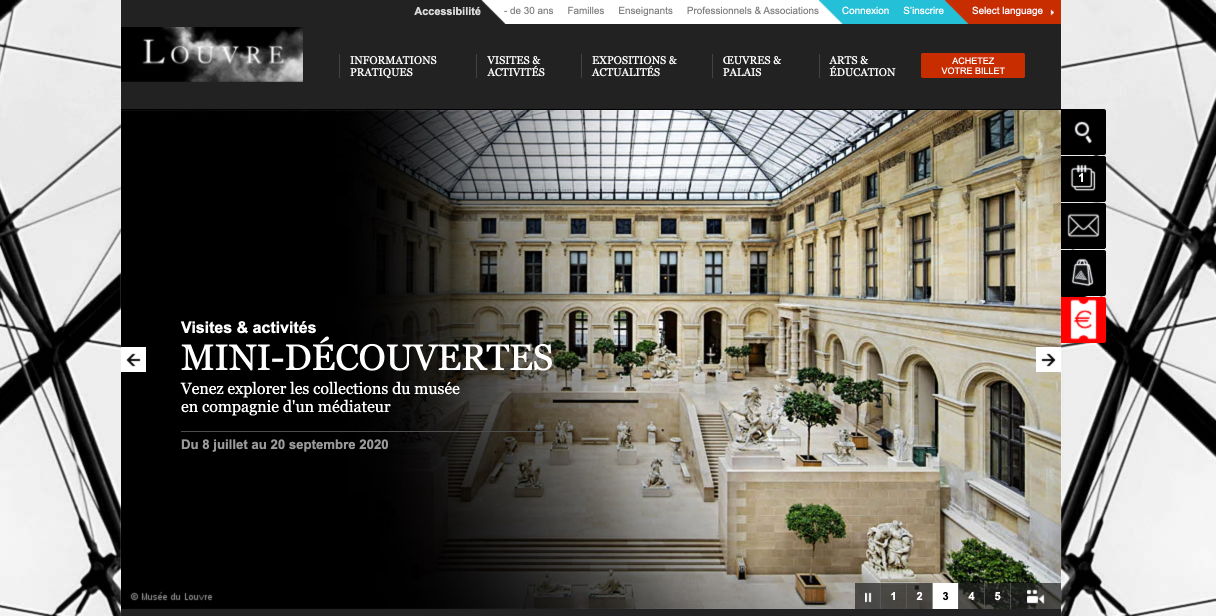 Accessibilité
- de 30 ans
Familles
Enseignants
Professionnels & Associations
Connexion
S'inscrire
Select language
LOUVRE
INFORMATIONS
PRATIQUES
VISITES &
ACTIVITÉS
EXPOSITIONS &
ACTUALITÉS
ŒUVRES &
PALAIS
ARTS &
ÉDUCATION
ACHETEZ
VOTRE BILLET
1
€
Visites & activités
MINI-DÉCOUVERTES
Venez explorer les collections du musée
en compagnie d'un médiateur
Du 8 juillet au 20 septembre 2020
© Musée du Louvre
1 2 3 4 5